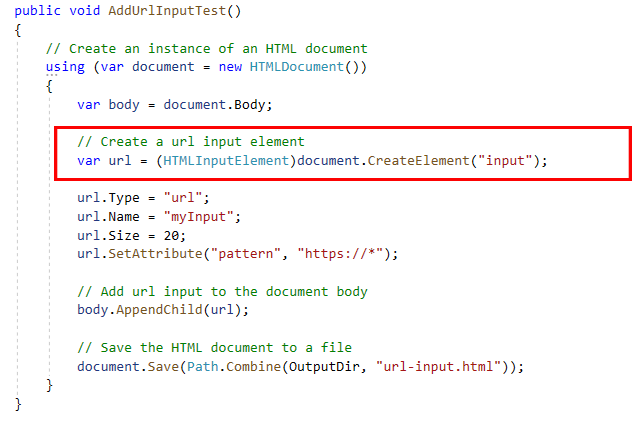 public void AddUrlInputTest()
{
// Create an instance of an HTML document
using (var document = new HTMLDocument())
{
var body = document.Body;
// Create a url input element
var url = (HTMLInputElement)document.CreateElement("input");
url.Type = "url";
url.Name = "myInput";
url.Size = 20;
url.SetAttribute("pattern", "https://*");
// Add url input to the document body
body.AppendChild(url);
// Save the HTML document to a file
document.Save(Path.Combine(OutputDir, "url-input.html"));
}
}